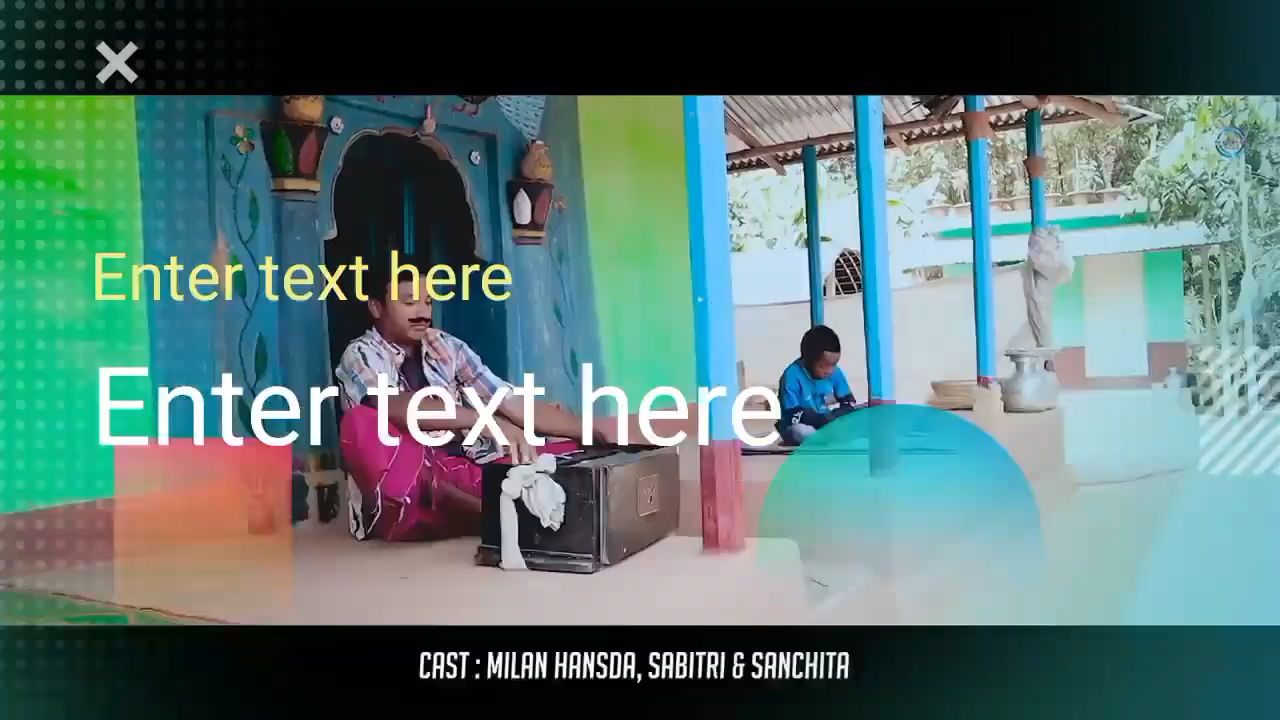 Enter text here
Enter text here
CAST : MILAN HANSDA, SABITRI & SANCHITA